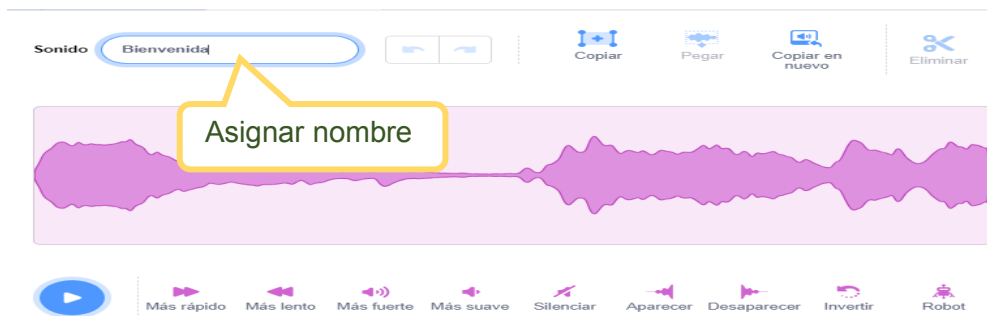 Sonido Bienvenida
Copiar Pegar Copiar en nuevo Eliminar
Asignar nombre
Más rápido Más lento Más fuerte Más suave Silenciar Aparecer Desaparecer Invertir Robot